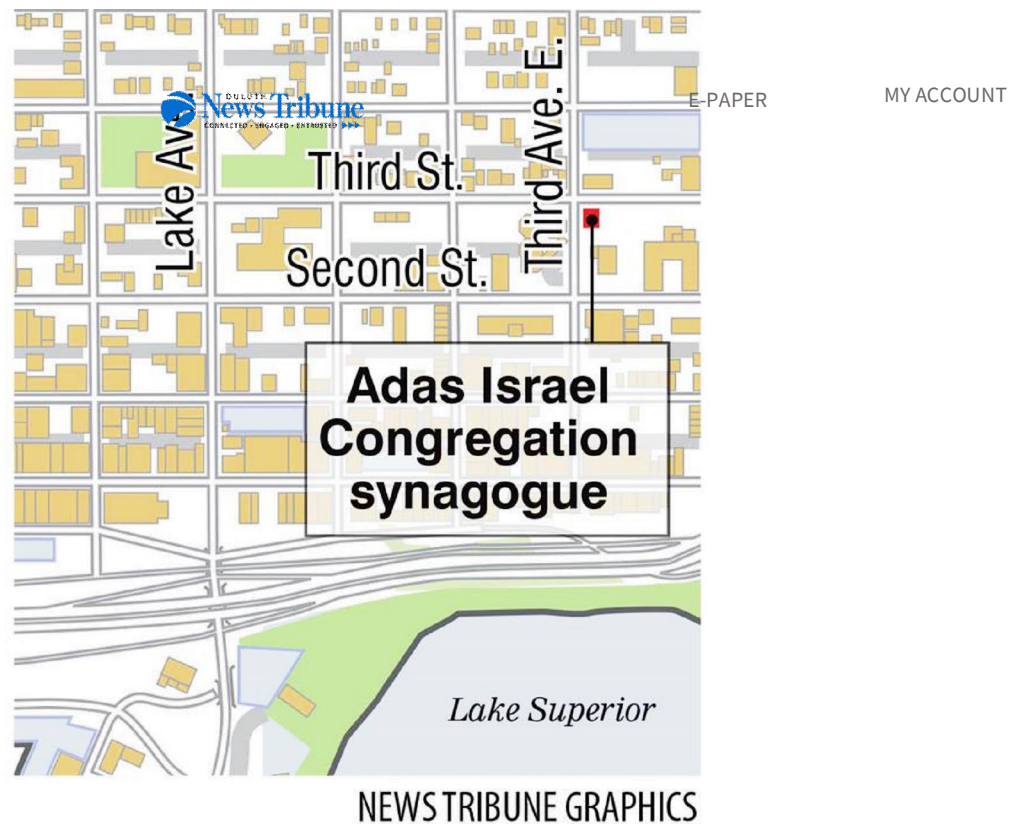 Third Ave. E.
DULUTH
News Tribune
CONNECTED • ENGAGED • ENTRUSTED
E-PAPER
MY ACCOUNT
Lake Ave.
Third St.
Second St.
Adas Israel
Congregation
synagogue
Lake Superior
NEWS TRIBUNE GRAPHICS